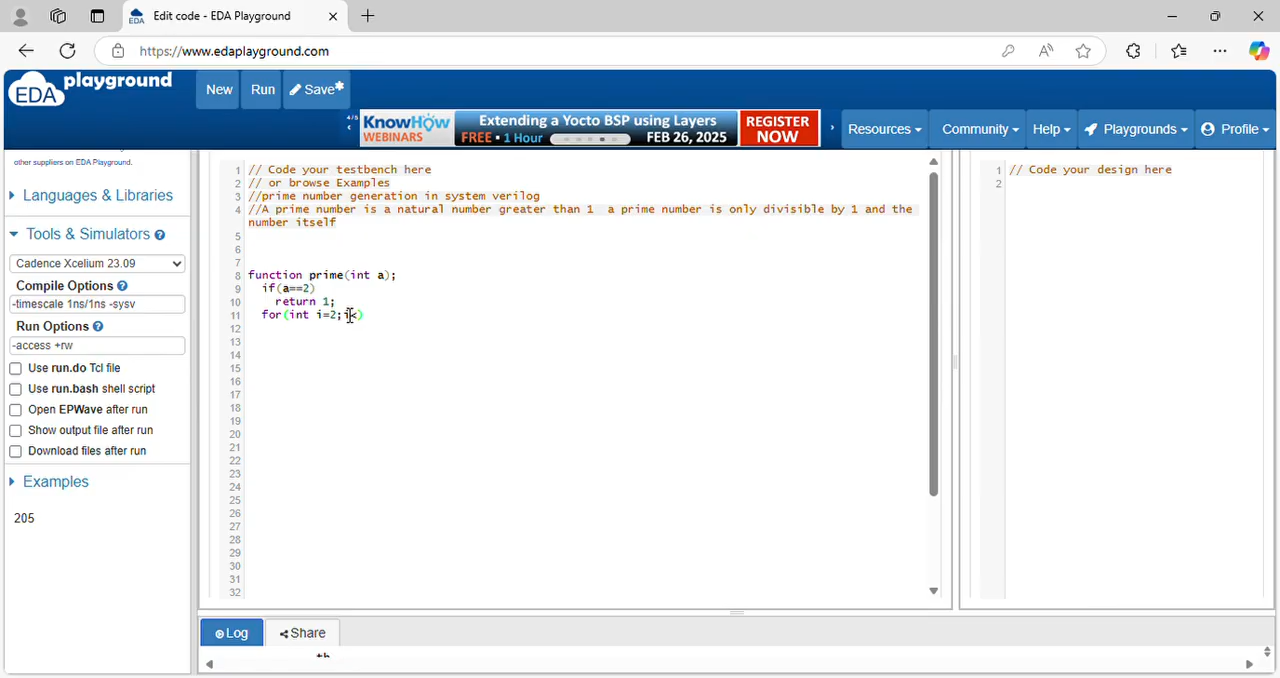 Edit code - EDA Playground
https://www.edaplayground.com
EDA playground
New
Run
Save*
4/5
KnowHow WEBINARS
Extending a Yocto BSP using Layers
FREE • 1 Hour
FEB 26, 2025
REGISTER NOW
Resources
Community
Help
Playgrounds
Profile
other suppliers on EDA Playground.
Languages & Libraries
Tools & Simulators
Cadence Xcelium 23.09
Compile Options
-timescale 1ns/1ns -sysv
Run Options
-access +rw
Use run.do Tcl file
Use run.bash shell script
Open EPWave after run
Show output file after run
Download files after run
Examples
205
1 // Code your testbench here
2 // or browse Examples
3 //prime number generation in system verilog
4 //A prime number is a natural number greater than 1  a prime number is only divisible by 1 and the
number itself
5
6
7
8 function prime(int a);
9 if(a==2)
10 return 1;
11 for(int i=2;i<)
12
13
14
15
16
17
18
19
20
21
22
23
24
25
26
27
28
29
30
31
32
1 // Code your design here
2
Log
Share